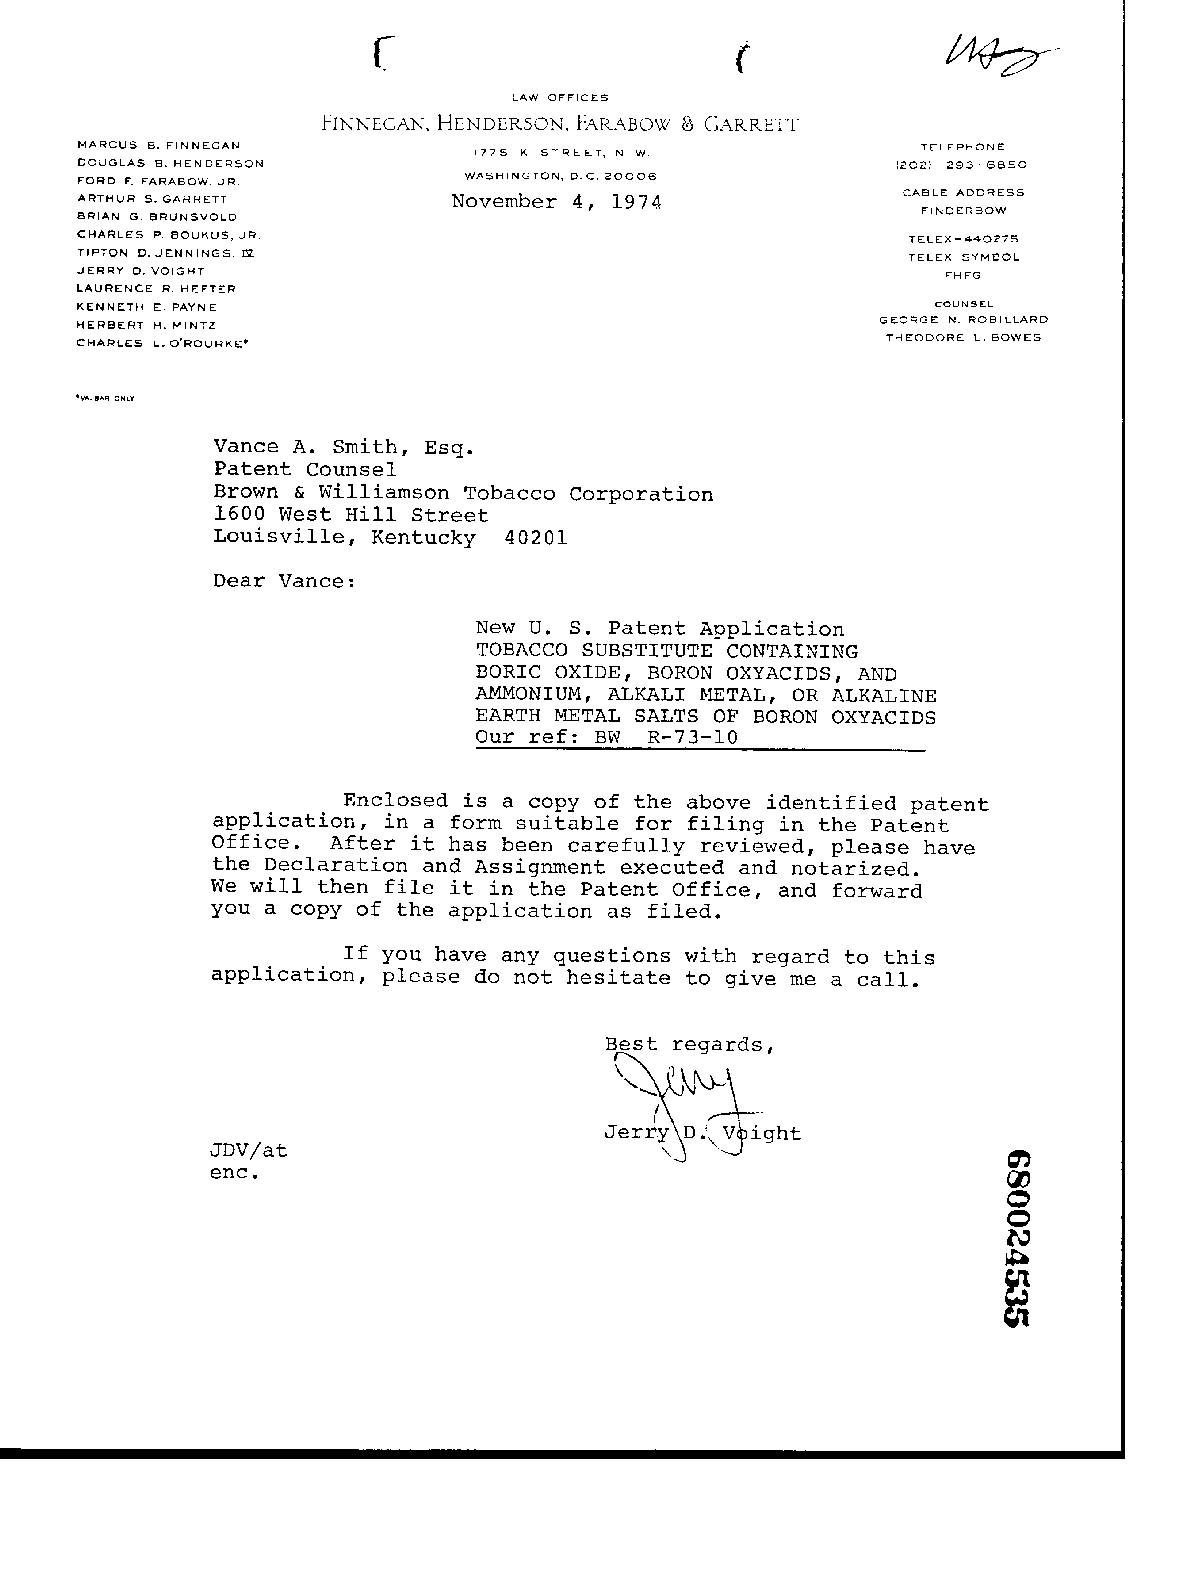 LAW OFFICES
FINNEGAN, HENDERSON, FARABOW & GARRETT
1775 K STREET, N. W.
WASHINGTON, D.C. 20006
MARCUS B. FINNEGAN
DOUGLAS B. HENDERSON
FORD F. FARABOW, JR.
ARTHUR S. GARRETT
BRIAN G. BRUNSVOLD
CHARLES P. BOUKUS, JR.
TIPTON D. JENNINGS, IV
JERRY D. VOIGHT
LAURENCE R. HEFTER
KENNETH E. PAYNE
HERBERT H. MINTZ
CHARLES L. O'ROURKE*
*VA. BAR ONLY
TELEPHONE
(202) 293-6850
CABLE ADDRESS
FINDERBOW
TELEX-440275
TELEX SYMBOL
FHFG
COUNSEL
GEORGE N. ROBILLARD
THEODORE L. BOWES
November 4, 1974
Vance A. Smith, Esq.
Patent Counsel
Brown & Williamson Tobacco Corporation
1600 West Hill Street
Louisville, Kentucky 40201
Dear Vance:
New U. S. Patent Application
TOBACCO SUBSTITUTE CONTAINING
BORIC OXIDE, BORON OXYACIDS, AND
AMMONIUM, ALKALI METAL, OR ALKALINE
EARTH METAL SALTS OF BORON OXYACIDS
Our ref: BW R-73-10
Enclosed is a copy of the above identified patent
application, in a form suitable for filing in the Patent
Office. After it has been carefully reviewed, please have
the Declaration and Assignment executed and notarized.
We will then file it in the Patent Office, and forward
you a copy of the application as filed.
If you have any questions with regard to this
application, please do not hesitate to give me a call.
Best regards,
Jerry
Jerry D. Voight
JDV/at
enc.
680024535